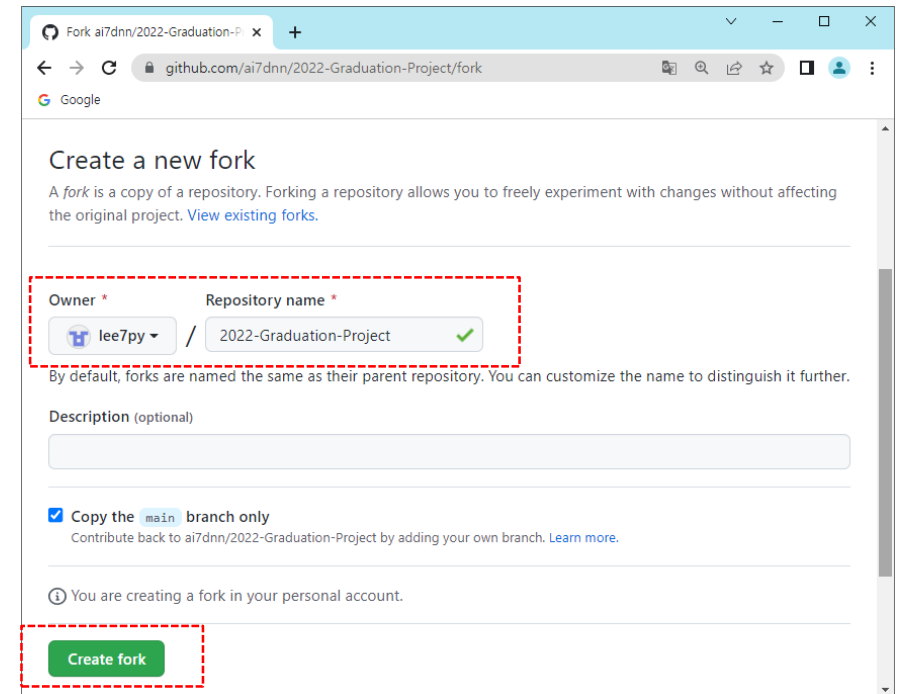 Fork ai7dnn/2022-Graduation-P
github.com/ai7dnn/2022-Graduation-Project/fork
Google
Create a new fork
A fork is a copy of a repository. Forking a repository allows you to freely experiment with changes without affecting
the original project. View existing forks.
Owner * Repository name *
lee7py / 2022-Graduation-Project
By default, forks are named the same as their parent repository. You can customize the name to distinguish it further.
Description (optional)
Copy the main branch only
Contribute back to ai7dnn/2022-Graduation-Project by adding your own branch. Learn more.
You are creating a fork in your personal account.
Create fork